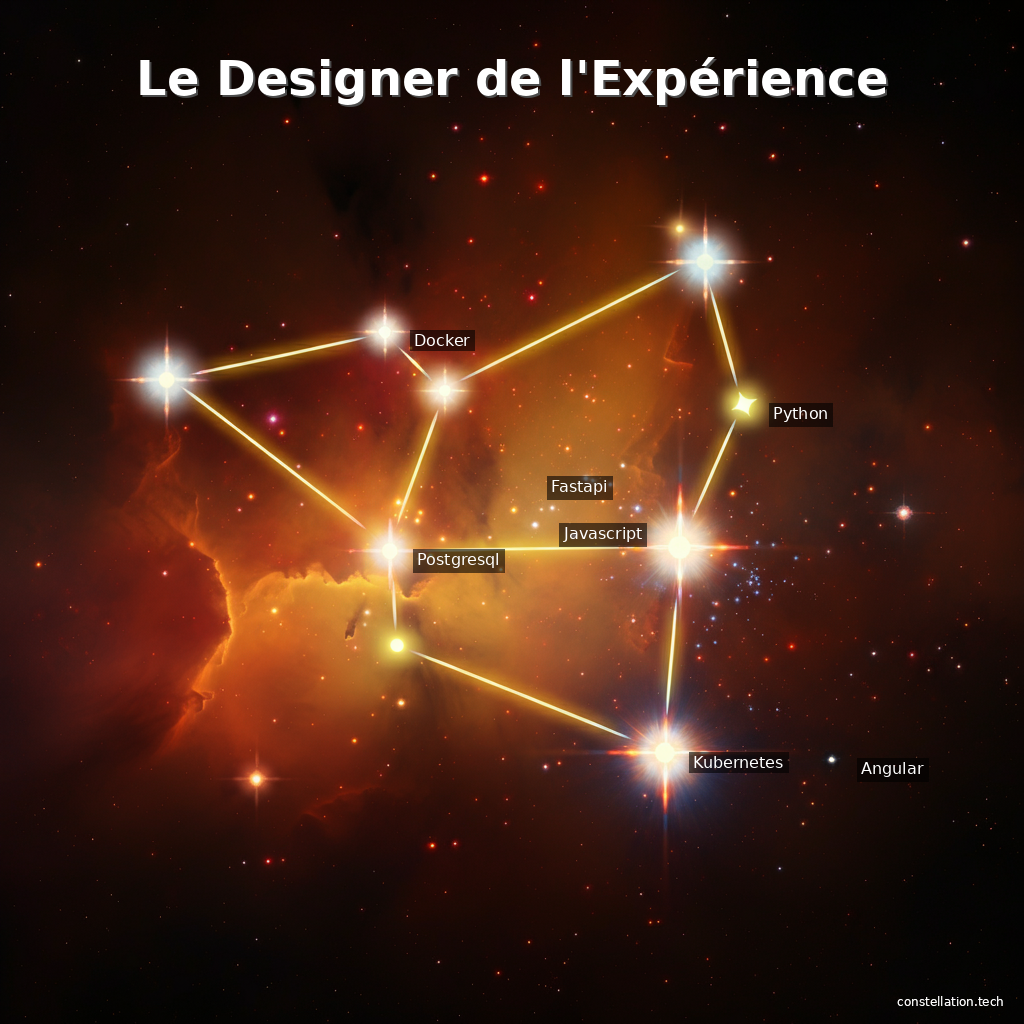 Le Designer de l'Expérience
Docker
Python
Fastapi
Javascript
Postgresql
Kubernetes
Angular
constellation.tech